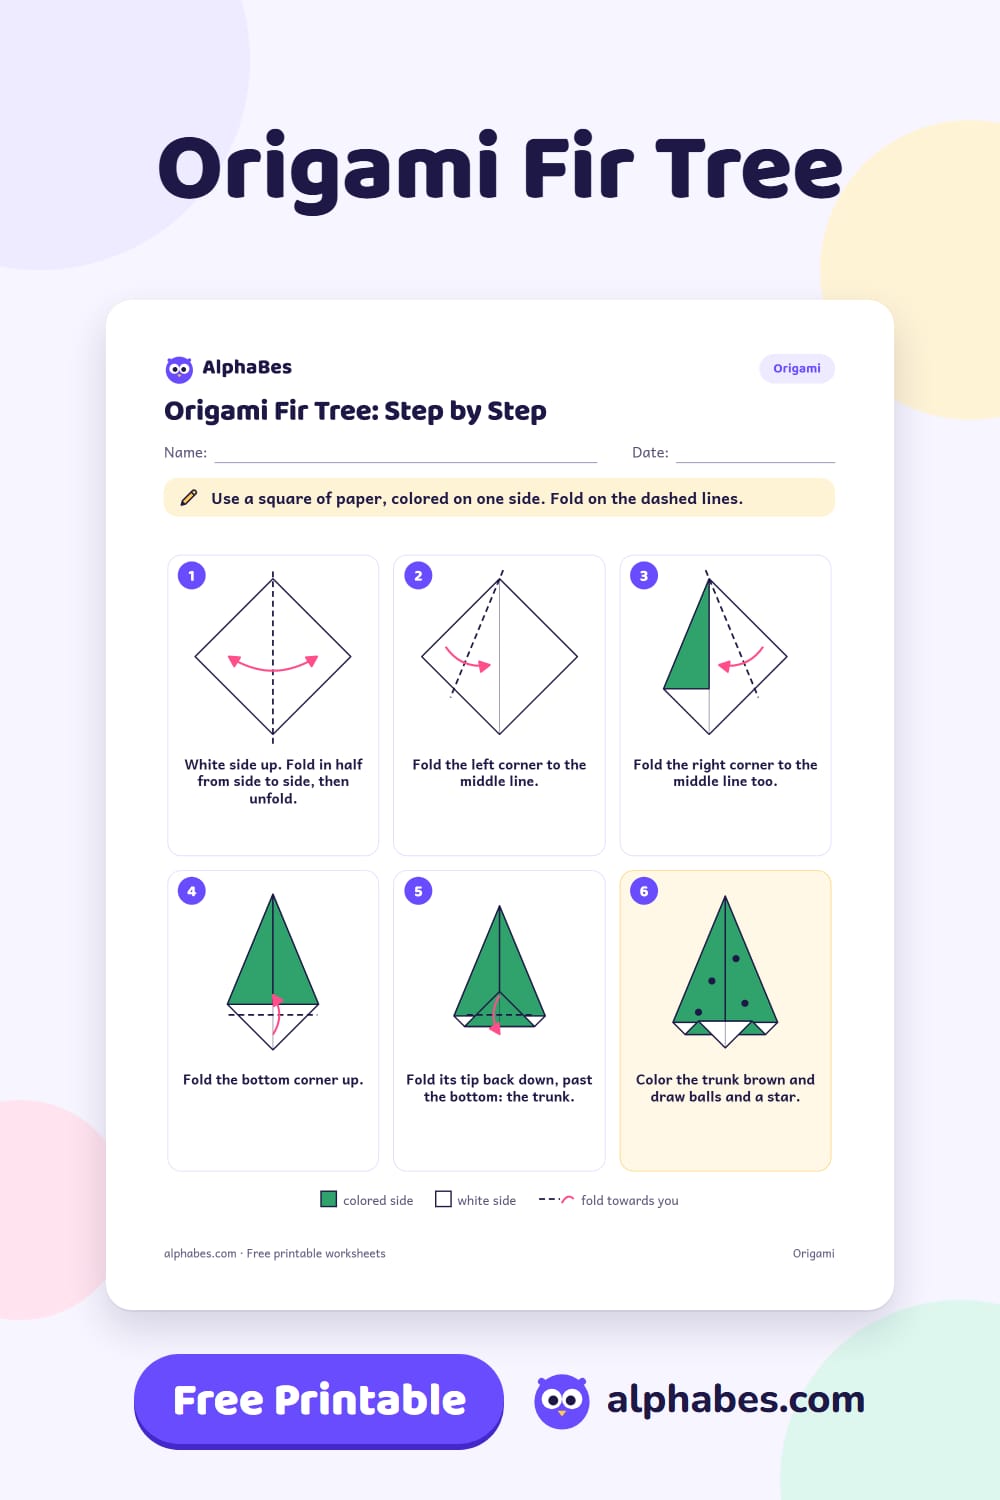 Origami Fir Tree
AlphaBes
Origami
Origami Fir Tree: Step by Step
Name:
Date:
Use a square of paper, colored on one side. Fold on the dashed lines.
1
White side up. Fold in half
from side to side, then
unfold.
2
Fold the left corner to the
middle line.
3
Fold the right corner to the
middle line too.
4
Fold the bottom corner up.
5
Fold its tip back down, past
the bottom: the trunk.
6
Color the trunk brown and
draw balls and a star.
colored side
white side
fold towards you
alphabes.com · Free printable worksheets
Origami
Free Printable
alphabes.com